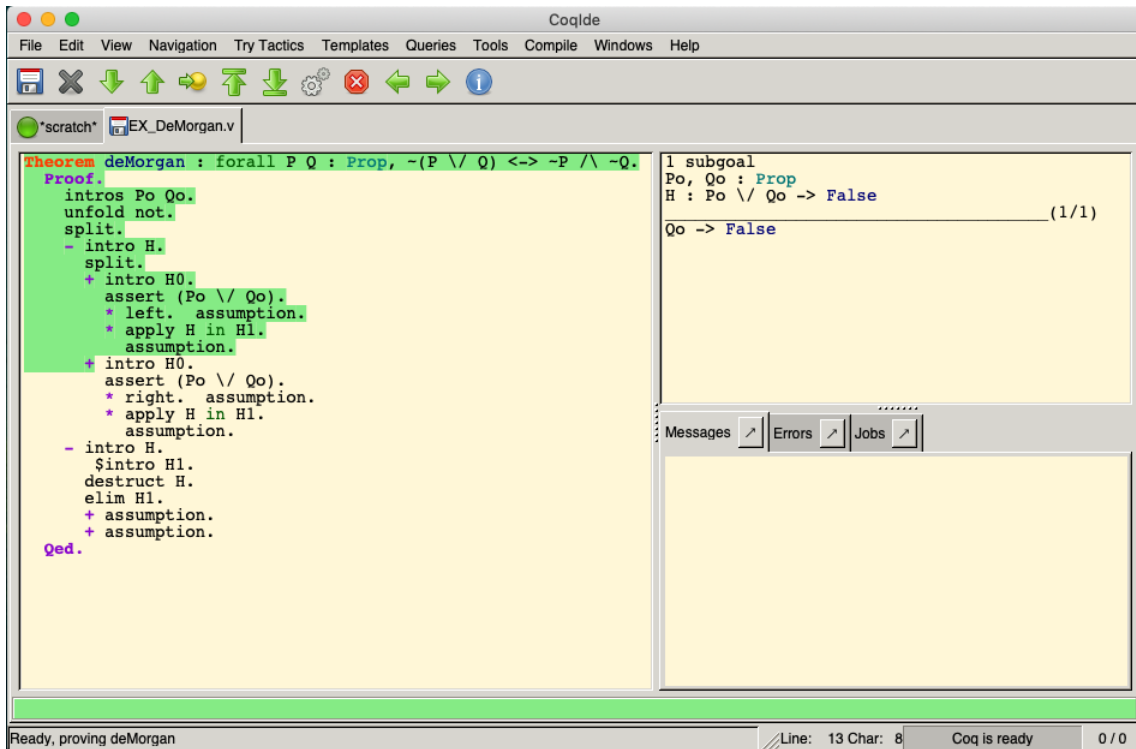 CoqIde
File Edit View Navigation Try Tactics Templates Queries Tools Compile Windows Help
*scratch* EX_DeMorgan.v
Theorem deMorgan : forall P Q : Prop, ~(P \/ Q) <-> ~P /\ ~Q.
Proof.
intros Po Qo.
unfold not.
split.
- intro H.
split.
+ intro H0.
assert (Po \/ Qo).
* left. assumption.
* apply H in H1.
assumption.
+ intro H0.
assert (Po \/ Qo).
* right. assumption.
* apply H in H1.
assumption.
- intro H.
$intro H1.
destruct H.
elim H1.
+ assumption.
+ assumption.
Qed.
1 subgoal
Po, Qo : Prop
H : Po \/ Qo -> False
______________________________________(1/1)
Qo -> False
Messages Errors Jobs
Ready, proving deMorgan Line: 13 Char: 8 Coq is ready 0 / 0